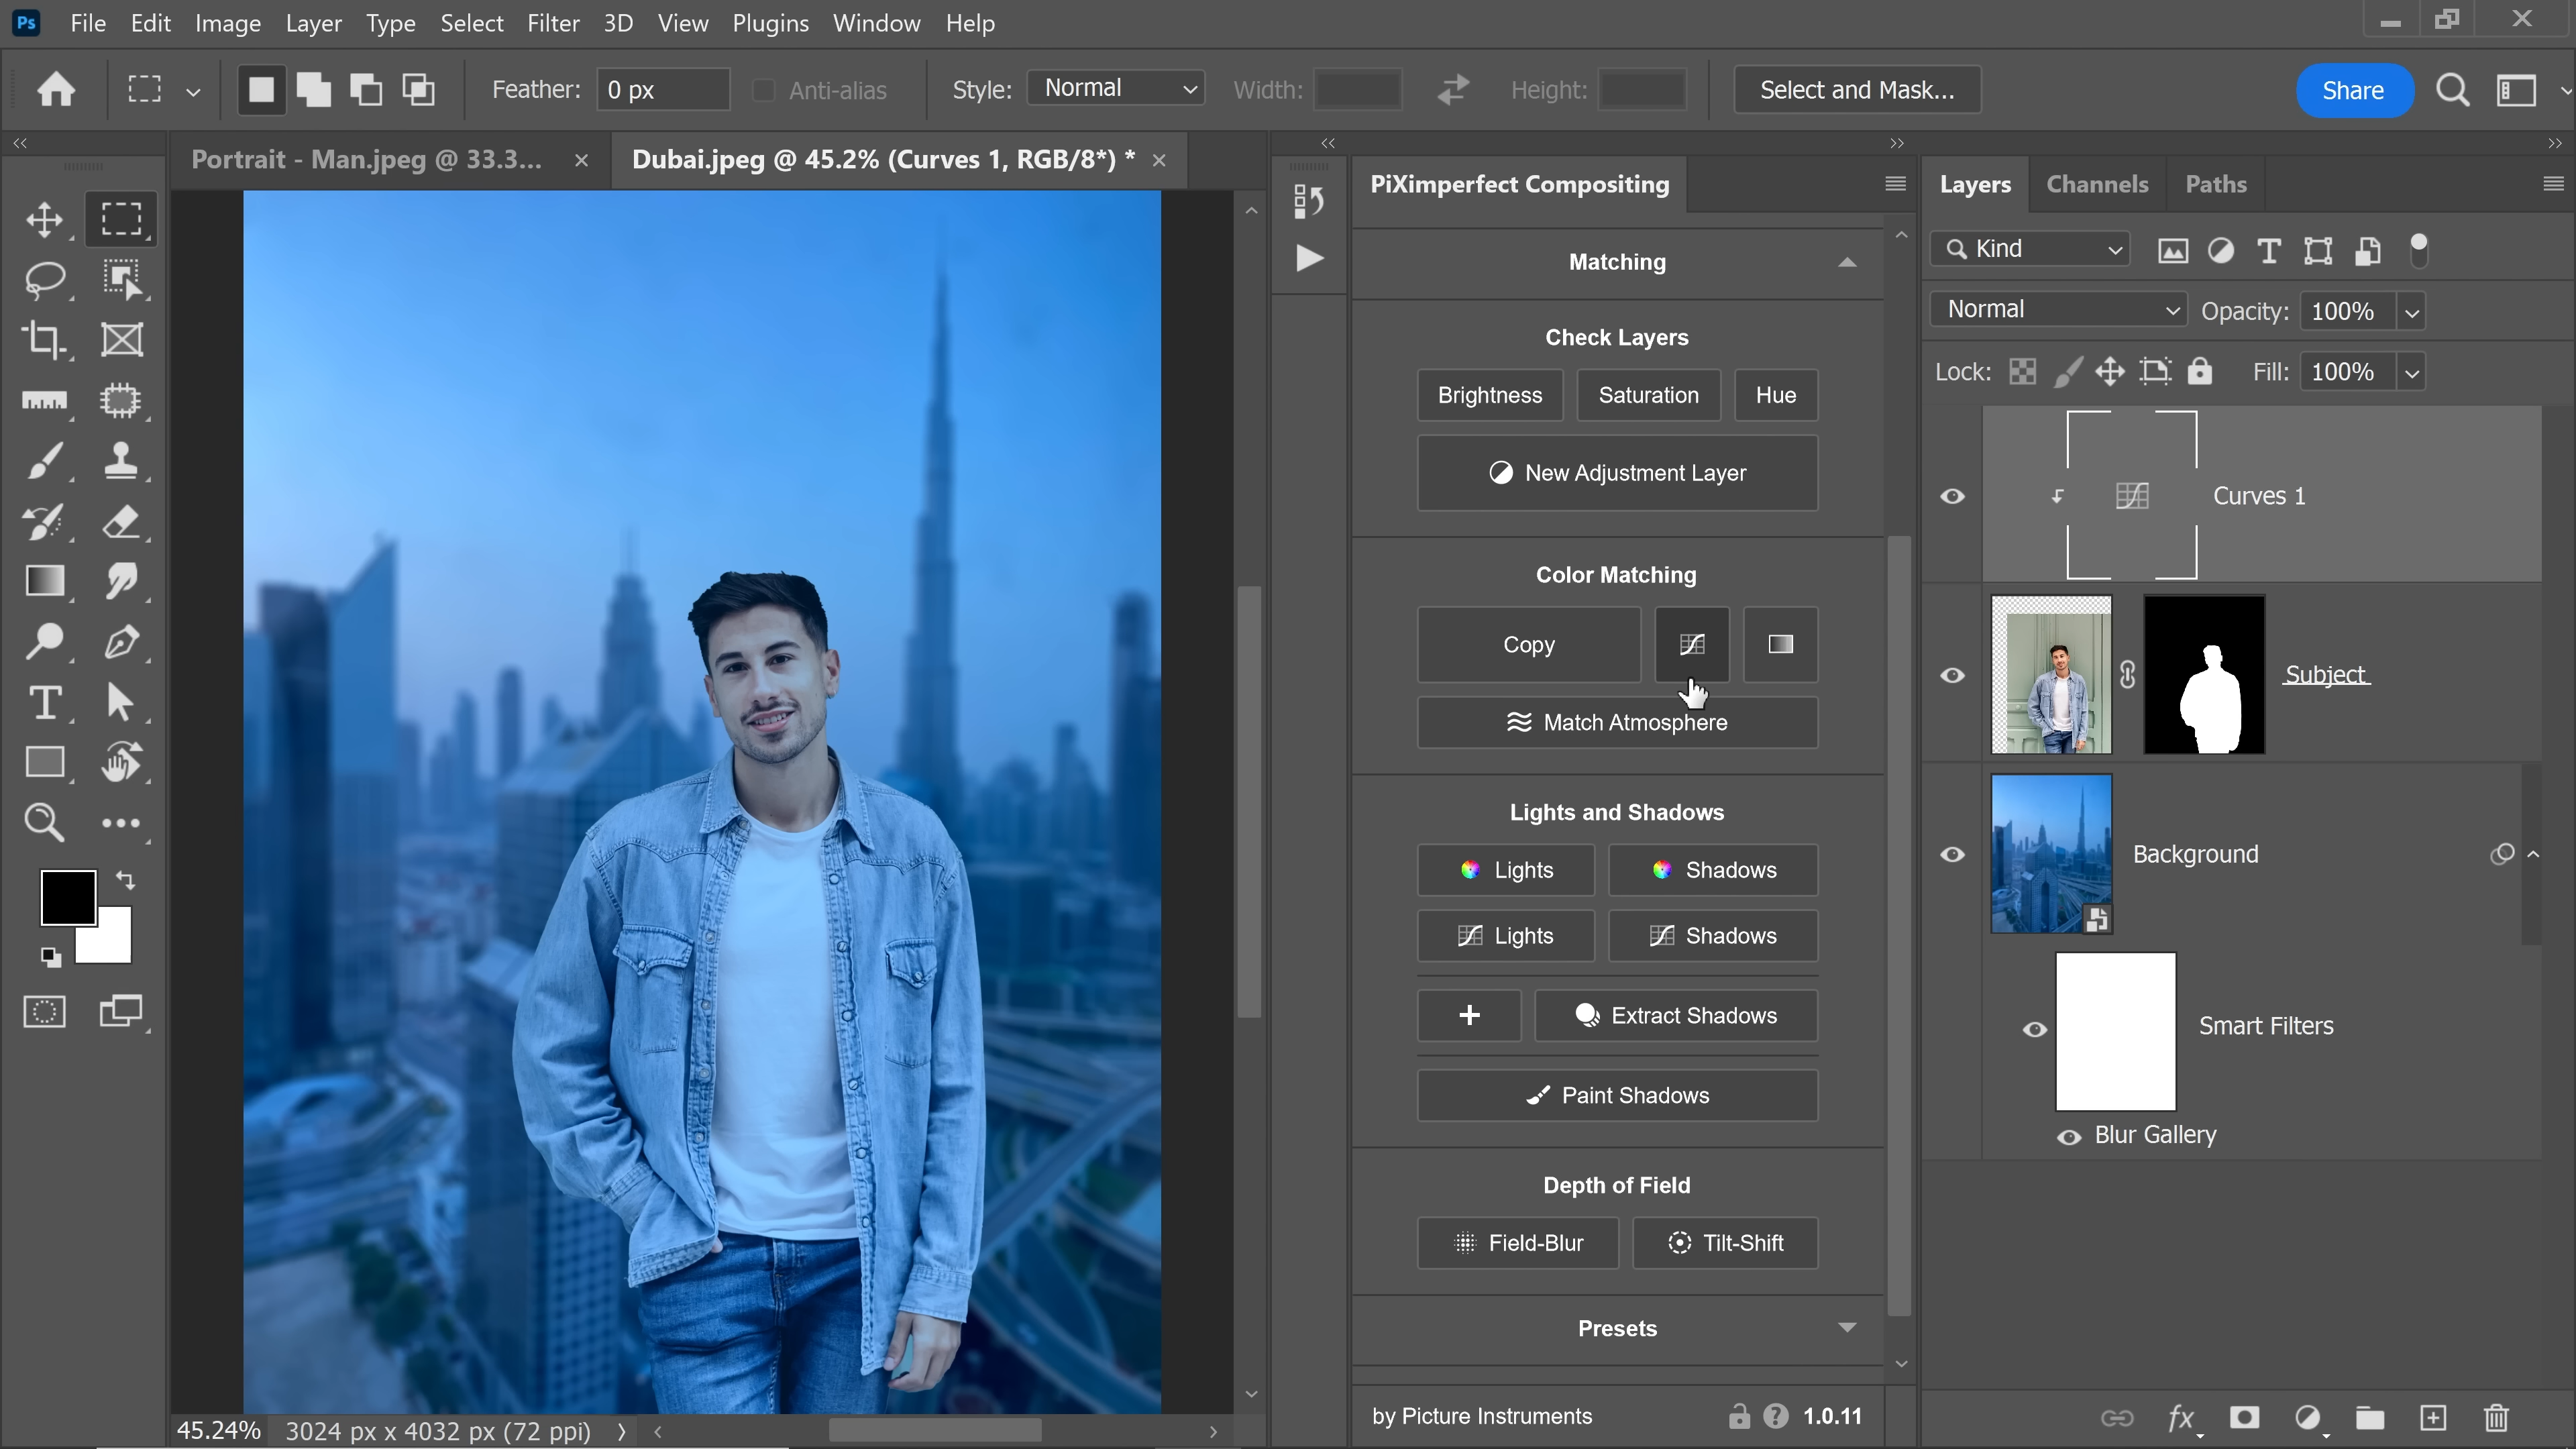 Ps File Edit Image Layer Type Select Filter 3D View Plugins Window Help
Feather: 0 px Anti-alias Style: Normal Width: Height: Select and Mask... Share
Portrait - Man.jpeg @ 33.3... × Dubai.jpeg @ 45.2% (Curves 1, RGB/8*) * ×
PiXimperfect Compositing
Matching
Check Layers
Brightness Saturation Hue
New Adjustment Layer
Color Matching
Copy
Match Atmosphere
Lights and Shadows
Lights Shadows
Lights Shadows
Extract Shadows
Paint Shadows
Depth of Field
Field-Blur Tilt-Shift
Presets
by Picture Instruments 1.0.11
Layers Channels Paths
Kind
Normal Opacity: 100%
Lock: Fill: 100%
Curves 1
Subject
Background
Smart Filters
Blur Gallery
fx
45.24% 3024 px x 4032 px (72 ppi)